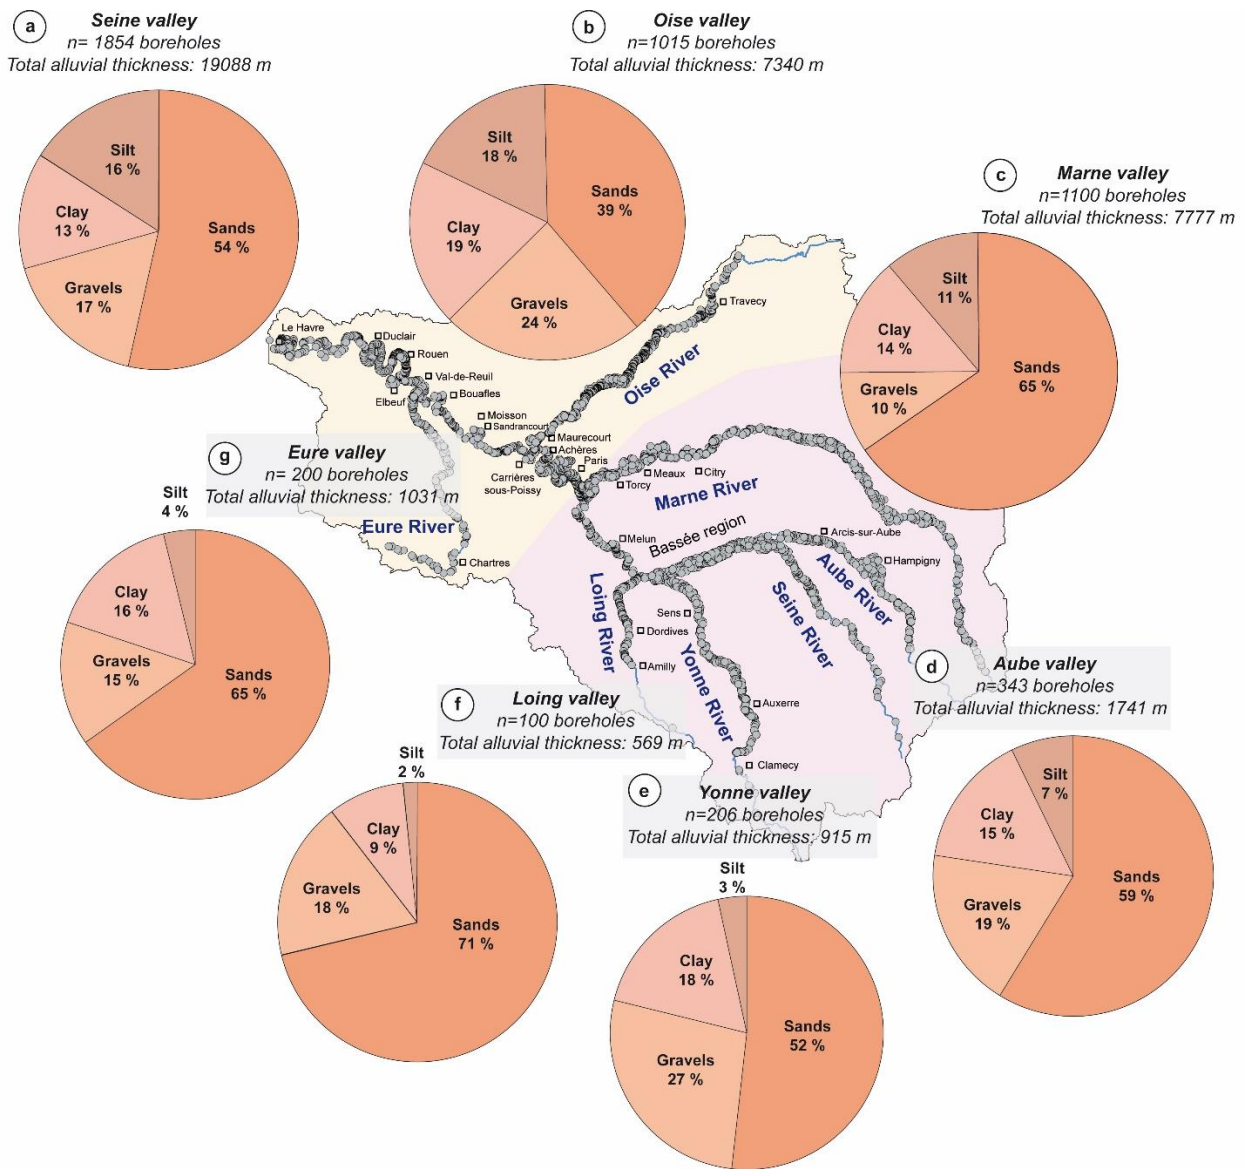 a
Seine valley
n= 1854 boreholes
Total alluvial thickness: 19088 m
Silt
16 %
Clay
13 %
Gravels
17 %
Sands
54 %
b
Oise valley
n=1015 boreholes
Total alluvial thickness: 7340 m
Silt
18 %
Clay
19 %
Gravels
24 %
Sands
39 %
c
Marne valley
n=1100 boreholes
Total alluvial thickness: 7777 m
Silt
11 %
Clay
14 %
Gravels
10 %
Sands
65 %
Le Havre
Duclair
Rouen
Val-de-Reuil
Elbeuf
Bouafles
Moisson
Sandrancourt
Maurecourt
Achères
Paris
Carrières
sous-Poissy
Travecy
Oise River
Torcy
Meaux
Citry
Marne River
Melun
Bassée region
Arcis-sur-Aube
Hampigny
Aube River
Seine River
Loing River
Yonne River
Sens
Dordives
Amilly
Auxerre
Clamecy
Eure River
Chartres
g
Eure valley
n= 200 boreholes
Total alluvial thickness: 1031 m
Silt
4 %
Clay
16 %
Gravels
15 %
Sands
65 %
d
Aube valley
n=343 boreholes
Total alluvial thickness: 1741 m
Silt
7 %
Clay
15 %
Gravels
19 %
Sands
59 %
f
Loing valley
n=100 boreholes
Total alluvial thickness: 569 m
Silt
2 %
Clay
9 %
Gravels
18 %
Sands
71 %
e
Yonne valley
n=206 boreholes
Total alluvial thickness: 915 m
Silt
3 %
Clay
18 %
Gravels
27 %
Sands
52 %